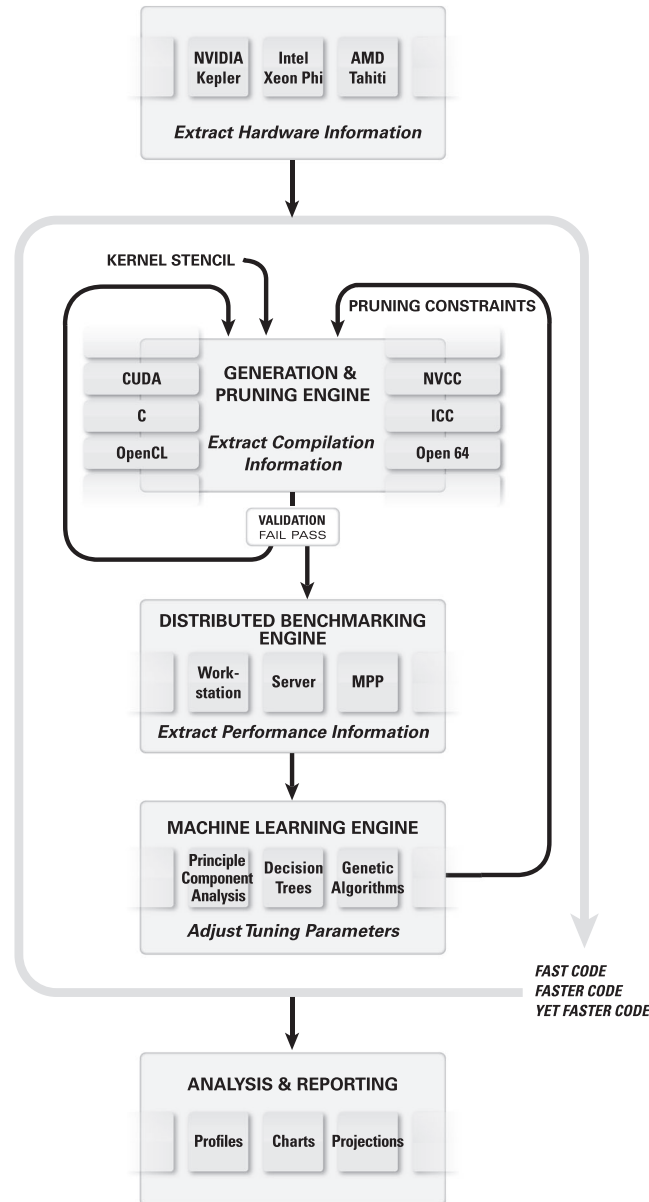 NVIDIA Kepler
Intel Xeon Phi
AMD Tahiti
Extract Hardware Information
KERNEL STENCIL
PRUNING CONSTRAINTS
GENERATION &
PRUNING ENGINE
CUDA
C
OpenCL
NVCC
ICC
Open 64
Extract Compilation
Information
VALIDATION
FAIL PASS
DISTRIBUTED BENCHMARKING
ENGINE
Work-
station
Server
MPP
Extract Performance Information
MACHINE LEARNING ENGINE
Principle
Component
Analysis
Decision
Trees
Genetic
Algorithms
Adjust Tuning Parameters
FAST CODE
FASTER CODE
YET FASTER CODE
ANALYSIS & REPORTING
Profiles
Charts
Projections